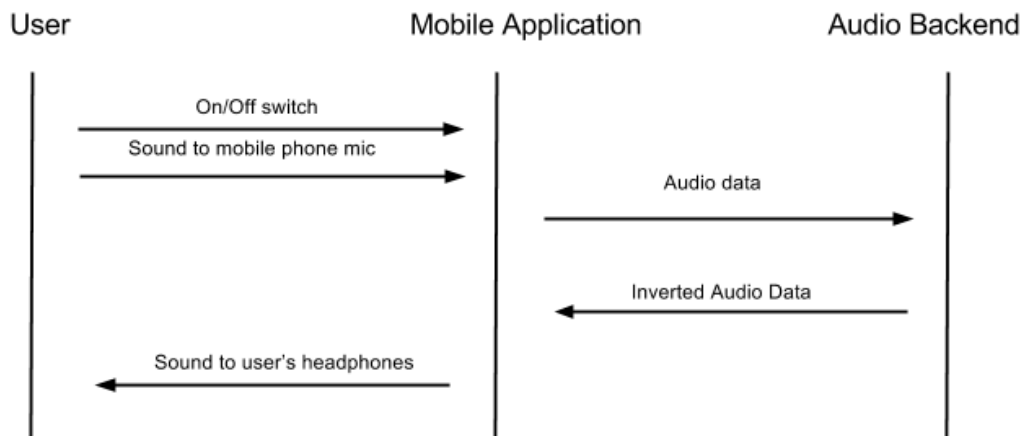 User
Mobile Application
Audio Backend
On/Off switch
Sound to mobile phone mic
Audio data
Inverted Audio Data
Sound to user's headphones